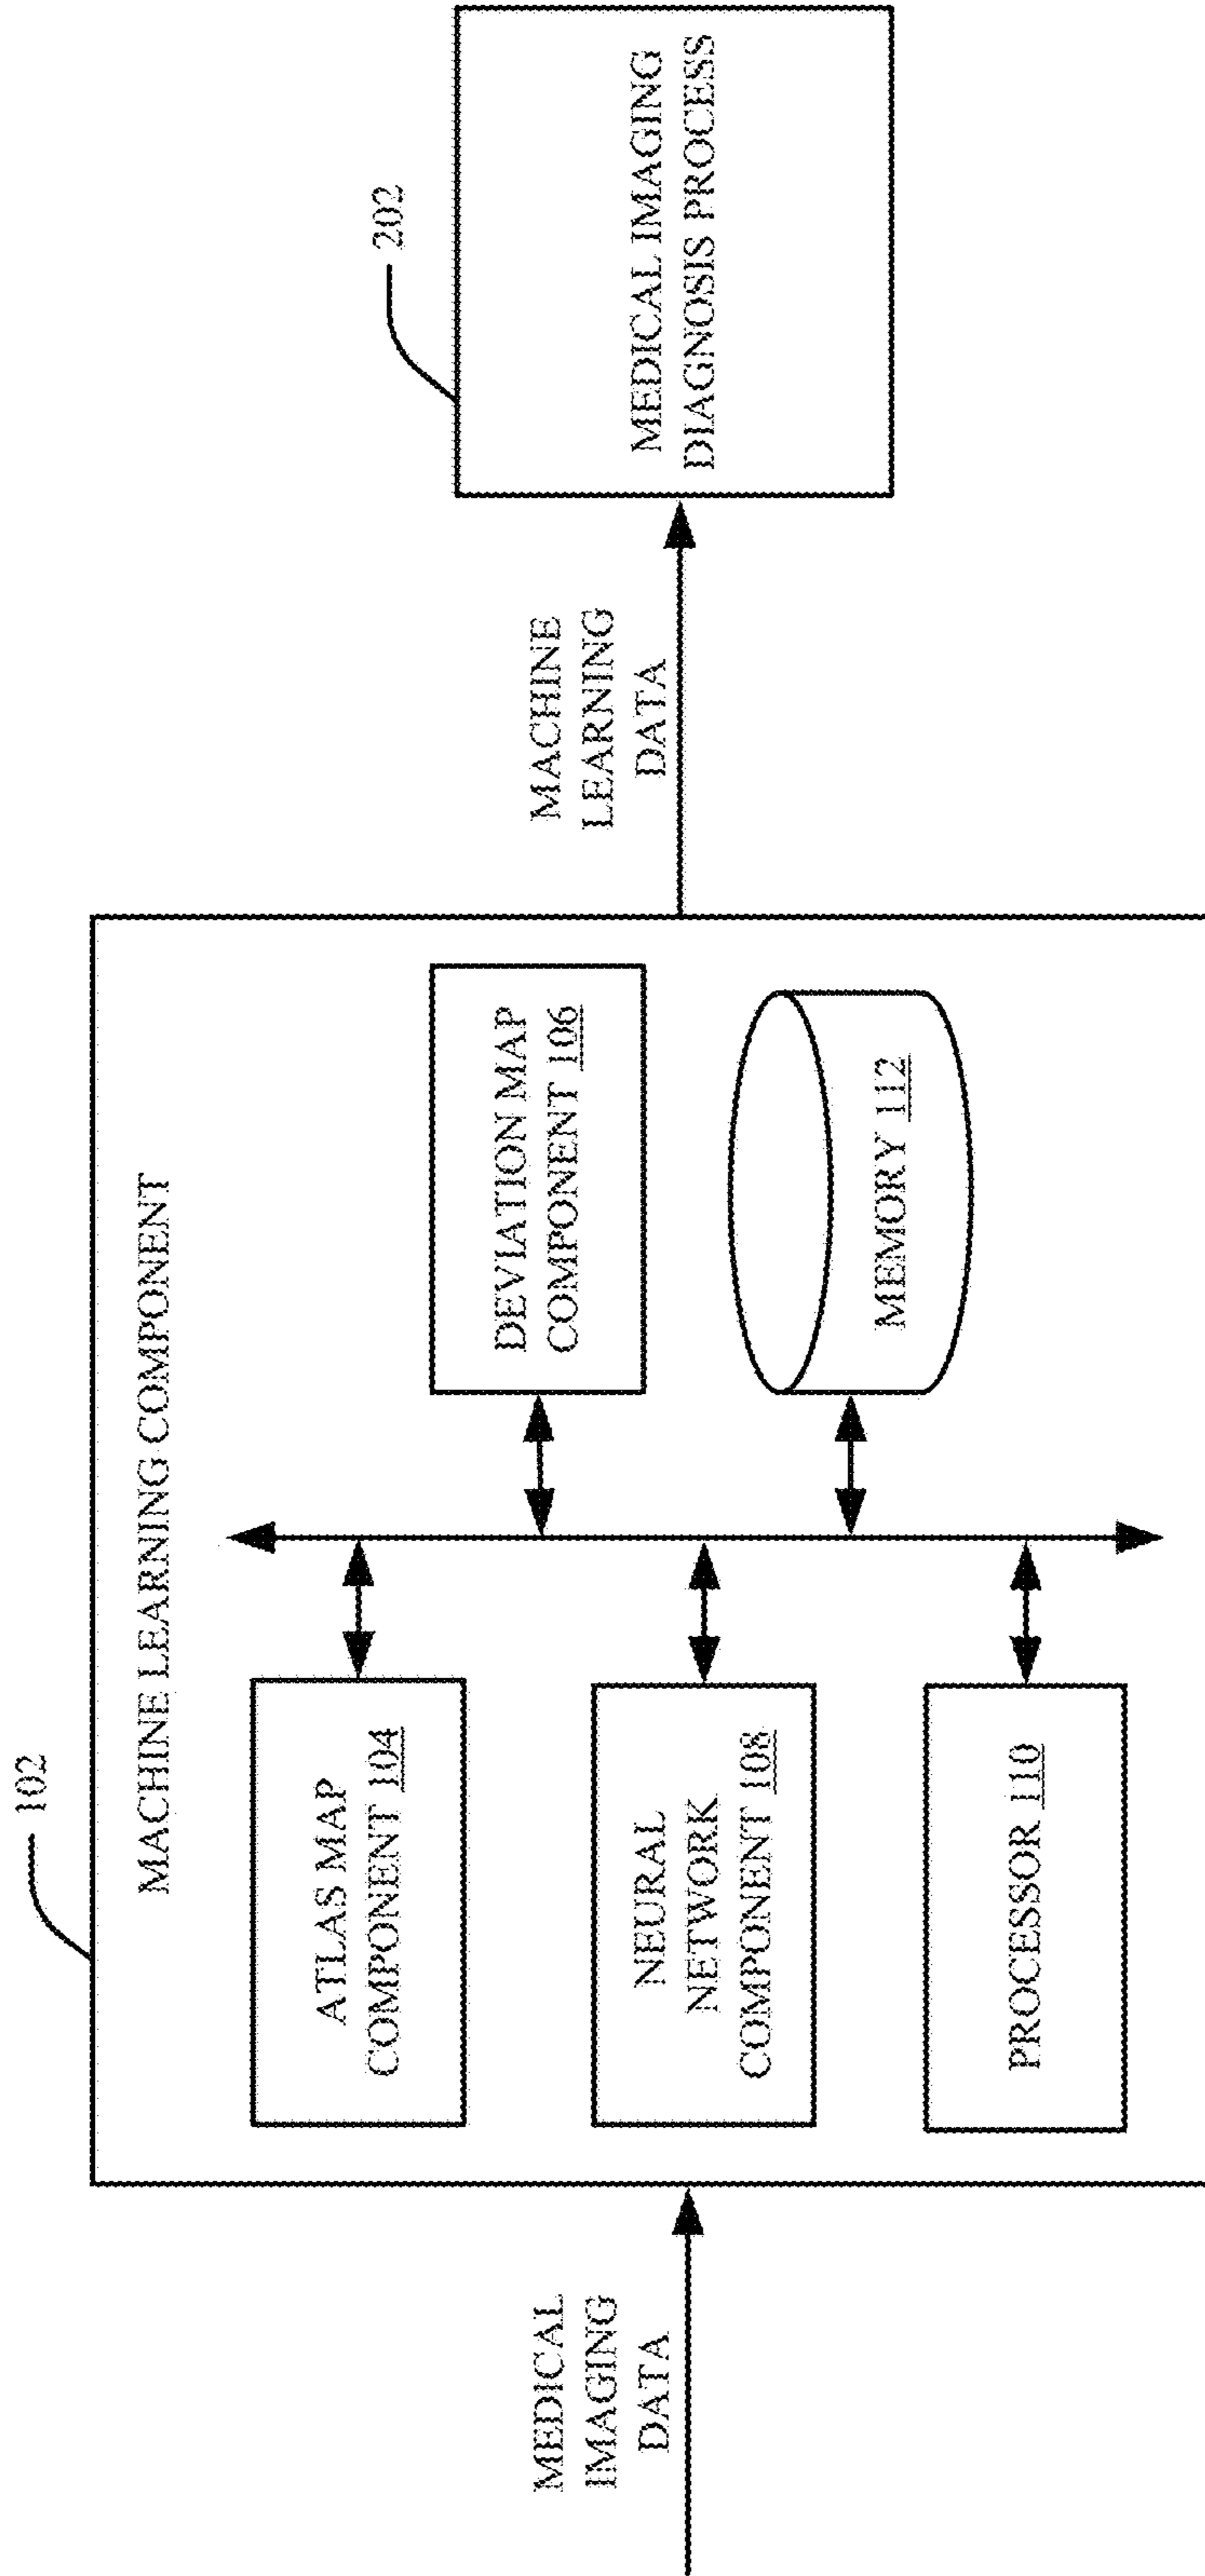 102
MACHINE LEARNING COMPONENT
MEDICAL
IMAGING
DATA
ATLAS MAP
COMPONENT 104
DEVIATION MAP
COMPONENT 106
NEURAL
NETWORK
COMPONENT 108
MEMORY 112
PROCESSOR 110
MACHINE
LEARNING
DATA
202
MEDICAL IMAGING
DIAGNOSIS PROCESS